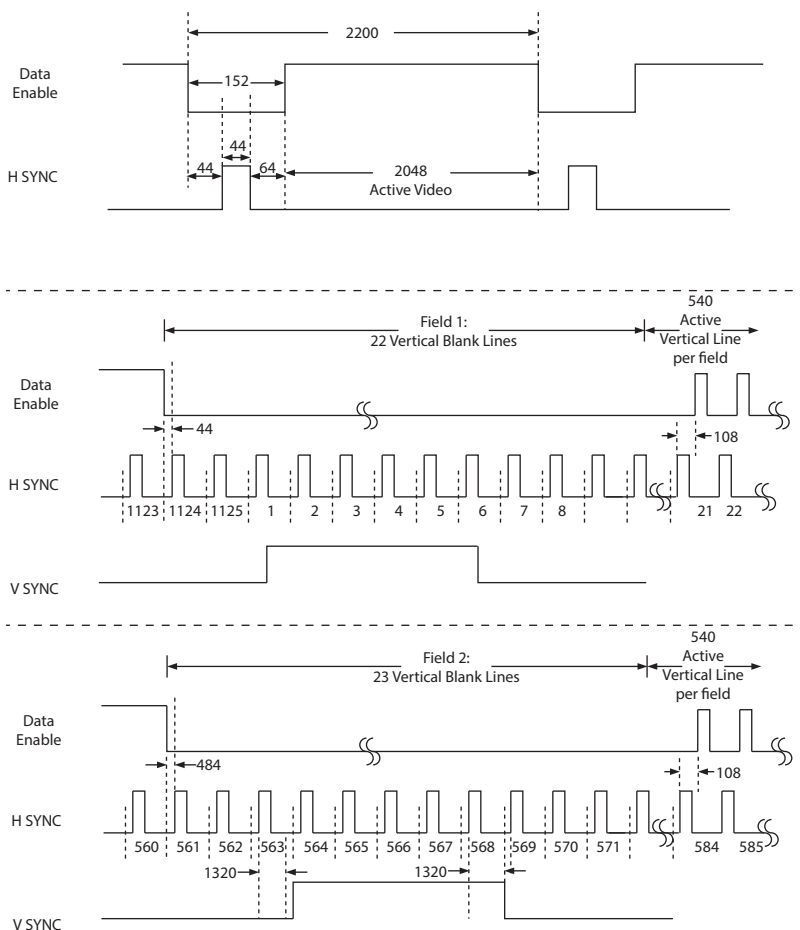 2200
Data
Enable
152
44
44
64
H SYNC
2048
Active Video
Field 1:
22 Vertical Blank Lines
540
Active
Vertical Line
per field
Data
Enable
44
108
H SYNC
1123 1124 1125 1 2 3 4 5 6 7 8 21 22
V SYNC
Field 2:
23 Vertical Blank Lines
540
Active
Vertical Line
per field
Data
Enable
484
108
H SYNC
560 561 562 563 564 565 566 567 568 569 570 571 584 585
1320 1320
V SYNC